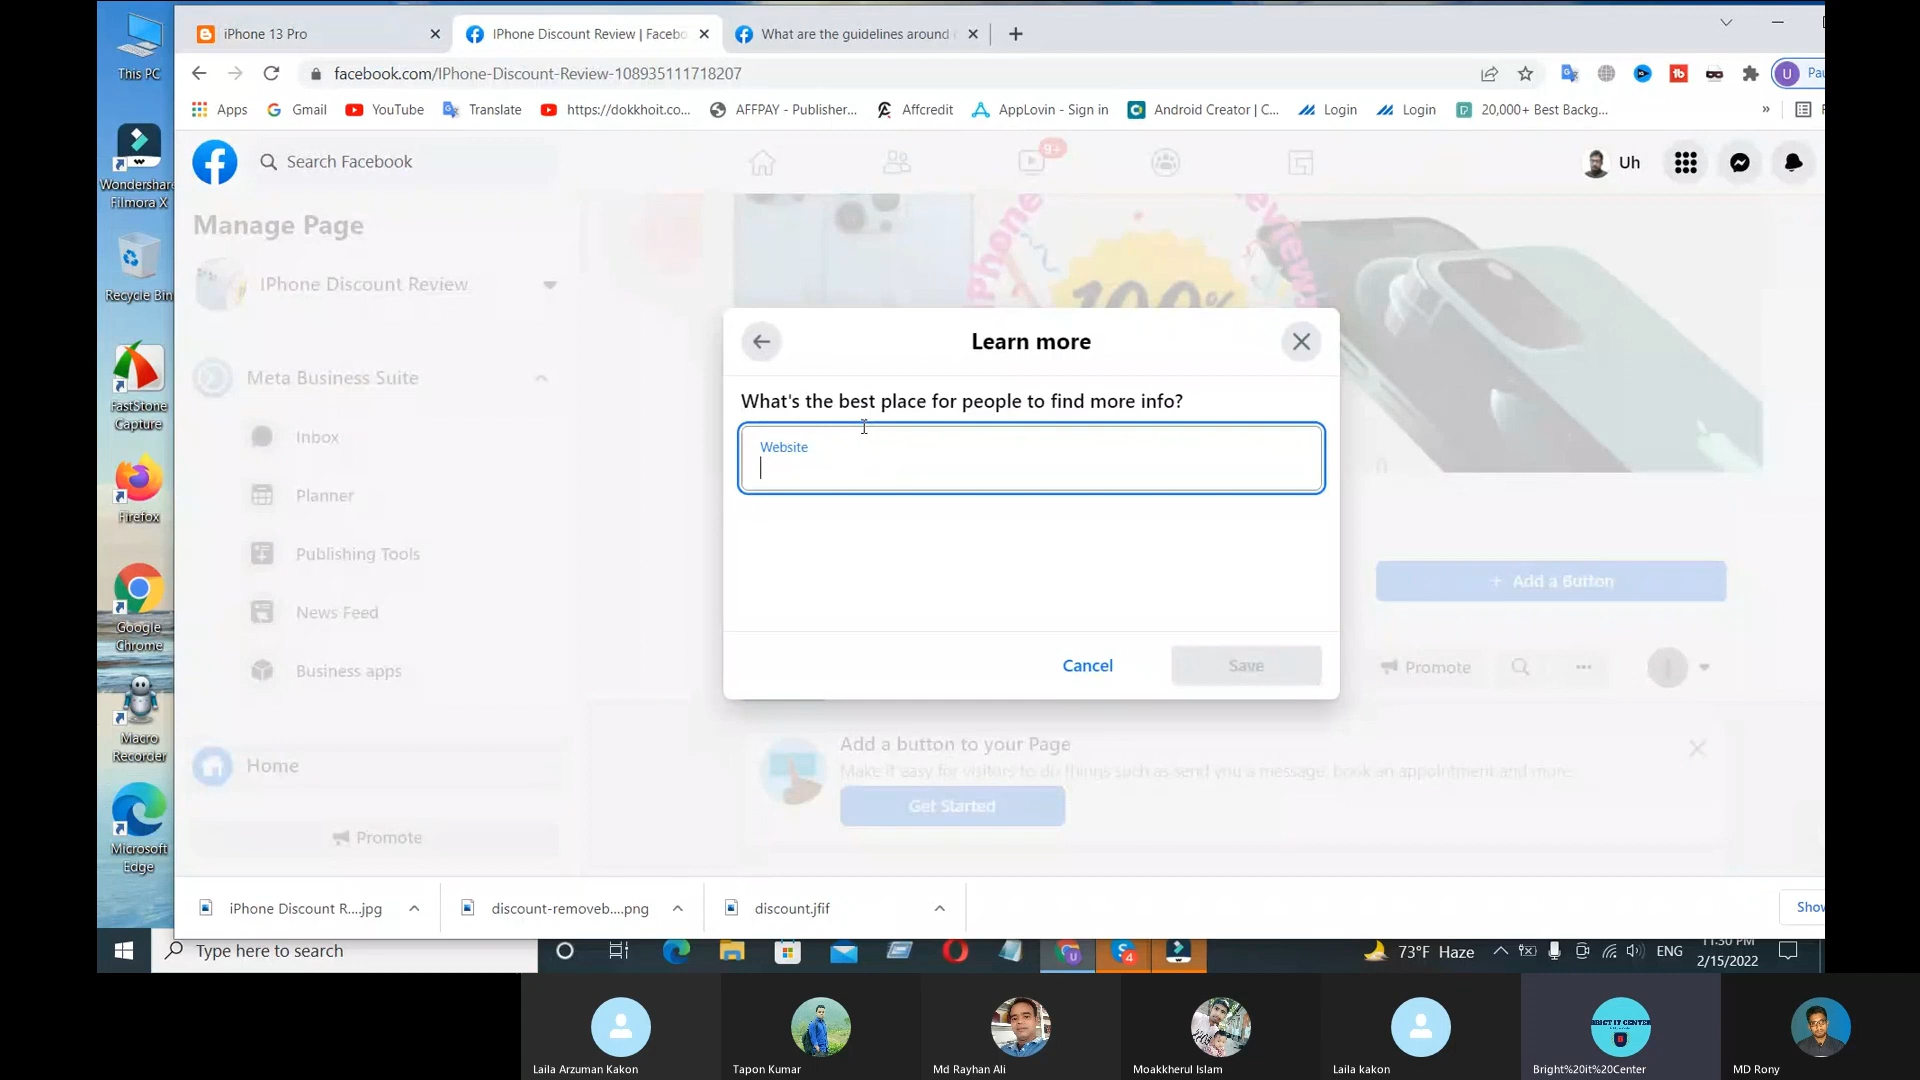 This PC
Wondershare
Filmora X
Recycle Bin
FastStone
Capture
Firefox
Google
Chrome
Macro
Recorder
Microsoft
Edge
iPhone 13 Pro
IPhone Discount Review | Facebo
What are the guidelines around
facebook.com/IPhone-Discount-Review-108935111718207
U
Pau
Apps
Gmail
YouTube
Translate
https://dokkhoit.co...
AFFPAY - Publisher...
Affcredit
AppLovin - Sign in
Android Creator | C...
Login
Login
20,000+ Best Backg...
»
Search Facebook
9+
Uh
Manage Page
IPhone Discount Review
Meta Business Suite
Inbox
Planner
Publishing Tools
News Feed
Business apps
Home
Promote
100%
Learn more
What's the best place for people to find more info?
Website
Cancel
Save
+ Add a Button
Promote
Add a button to your Page
Make it easy for visitors to do things such as send you a message, book an appointment and more.
Get Started
iPhone Discount R....jpg
discount-removeb....png
discount.jfif
Show
Type here to search
4
73°F Haze
ENG
11:30 PM
2/15/2022
Laila Arzuman Kakon
Tapon Kumar
Md Rayhan Ali
Moakkherul Islam
Laila kakon
Bright%20it%20Center
MD Rony